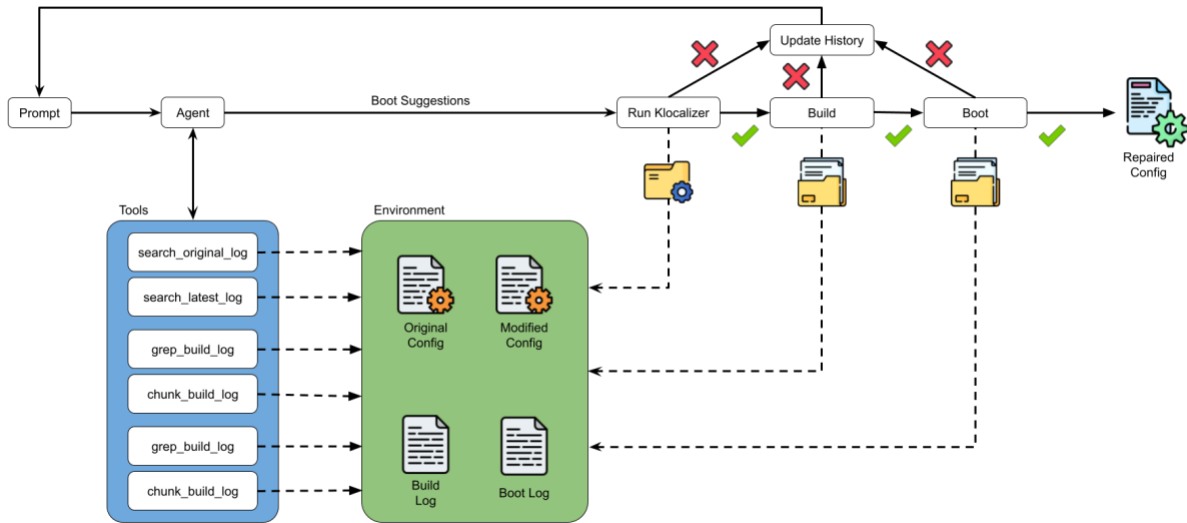 Update History
Prompt
Agent
Boot Suggestions
Run Klocalizer
Build
Boot
Repaired
Config
Tools
Environment
search_original_log
search_latest_log
grep_build_log
chunk_build_log
grep_build_log
chunk_build_log
Original
Config
Modified
Config
Build
Log
Boot Log